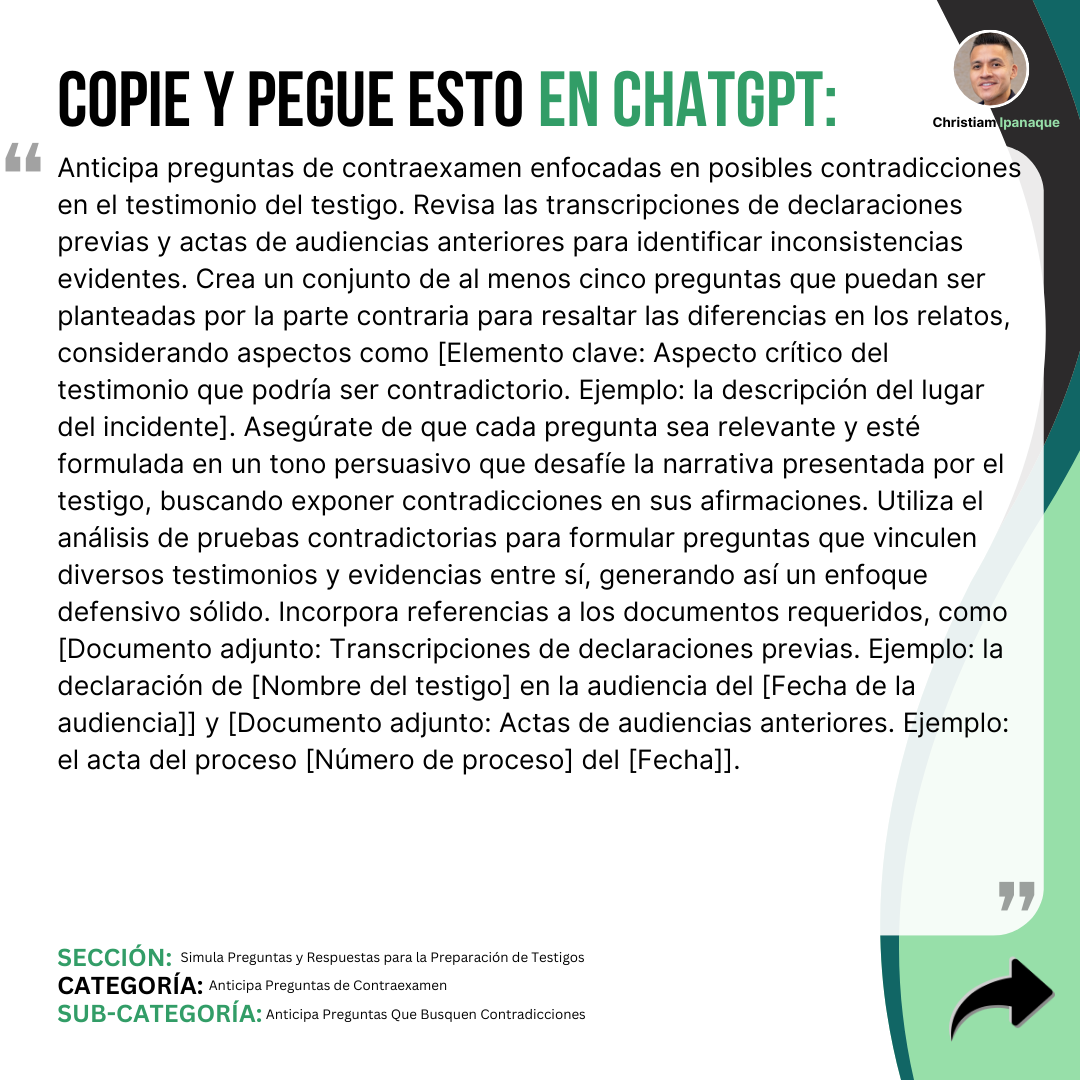 COPIE Y PEGUE ESTO EN CHATGPT:
Christiam Ipanaque
“
Anticipa preguntas de contraexamen enfocadas en posibles contradicciones
en el testimonio del testigo. Revisa las transcripciones de declaraciones
previas y actas de audiencias anteriores para identificar inconsistencias
evidentes. Crea un conjunto de al menos cinco preguntas que puedan ser
planteadas por la parte contraria para resaltar las diferencias en los relatos,
considerando aspectos como [Elemento clave: Aspecto crítico del
testimonio que podría ser contradictorio. Ejemplo: la descripción del lugar
del incidente]. Asegúrate de que cada pregunta sea relevante y esté
formulada en un tono persuasivo que desafíe la narrativa presentada por el
testigo, buscando exponer contradicciones en sus afirmaciones. Utiliza el
análisis de pruebas contradictorias para formular preguntas que vinculen
diversos testimonios y evidencias entre sí, generando así un enfoque
defensivo sólido. Incorpora referencias a los documentos requeridos, como
[Documento adjunto: Transcripciones de declaraciones previas. Ejemplo: la
declaración de [Nombre del testigo] en la audiencia del [Fecha de la
audiencia]] y [Documento adjunto: Actas de audiencias anteriores. Ejemplo:
el acta del proceso [Número de proceso] del [Fecha]].
”
SECCIÓN: Simula Preguntas y Respuestas para la Preparación de Testigos
CATEGORÍA: Anticipa Preguntas de Contraexamen
SUB-CATEGORÍA: Anticipa Preguntas Que Busquen Contradicciones